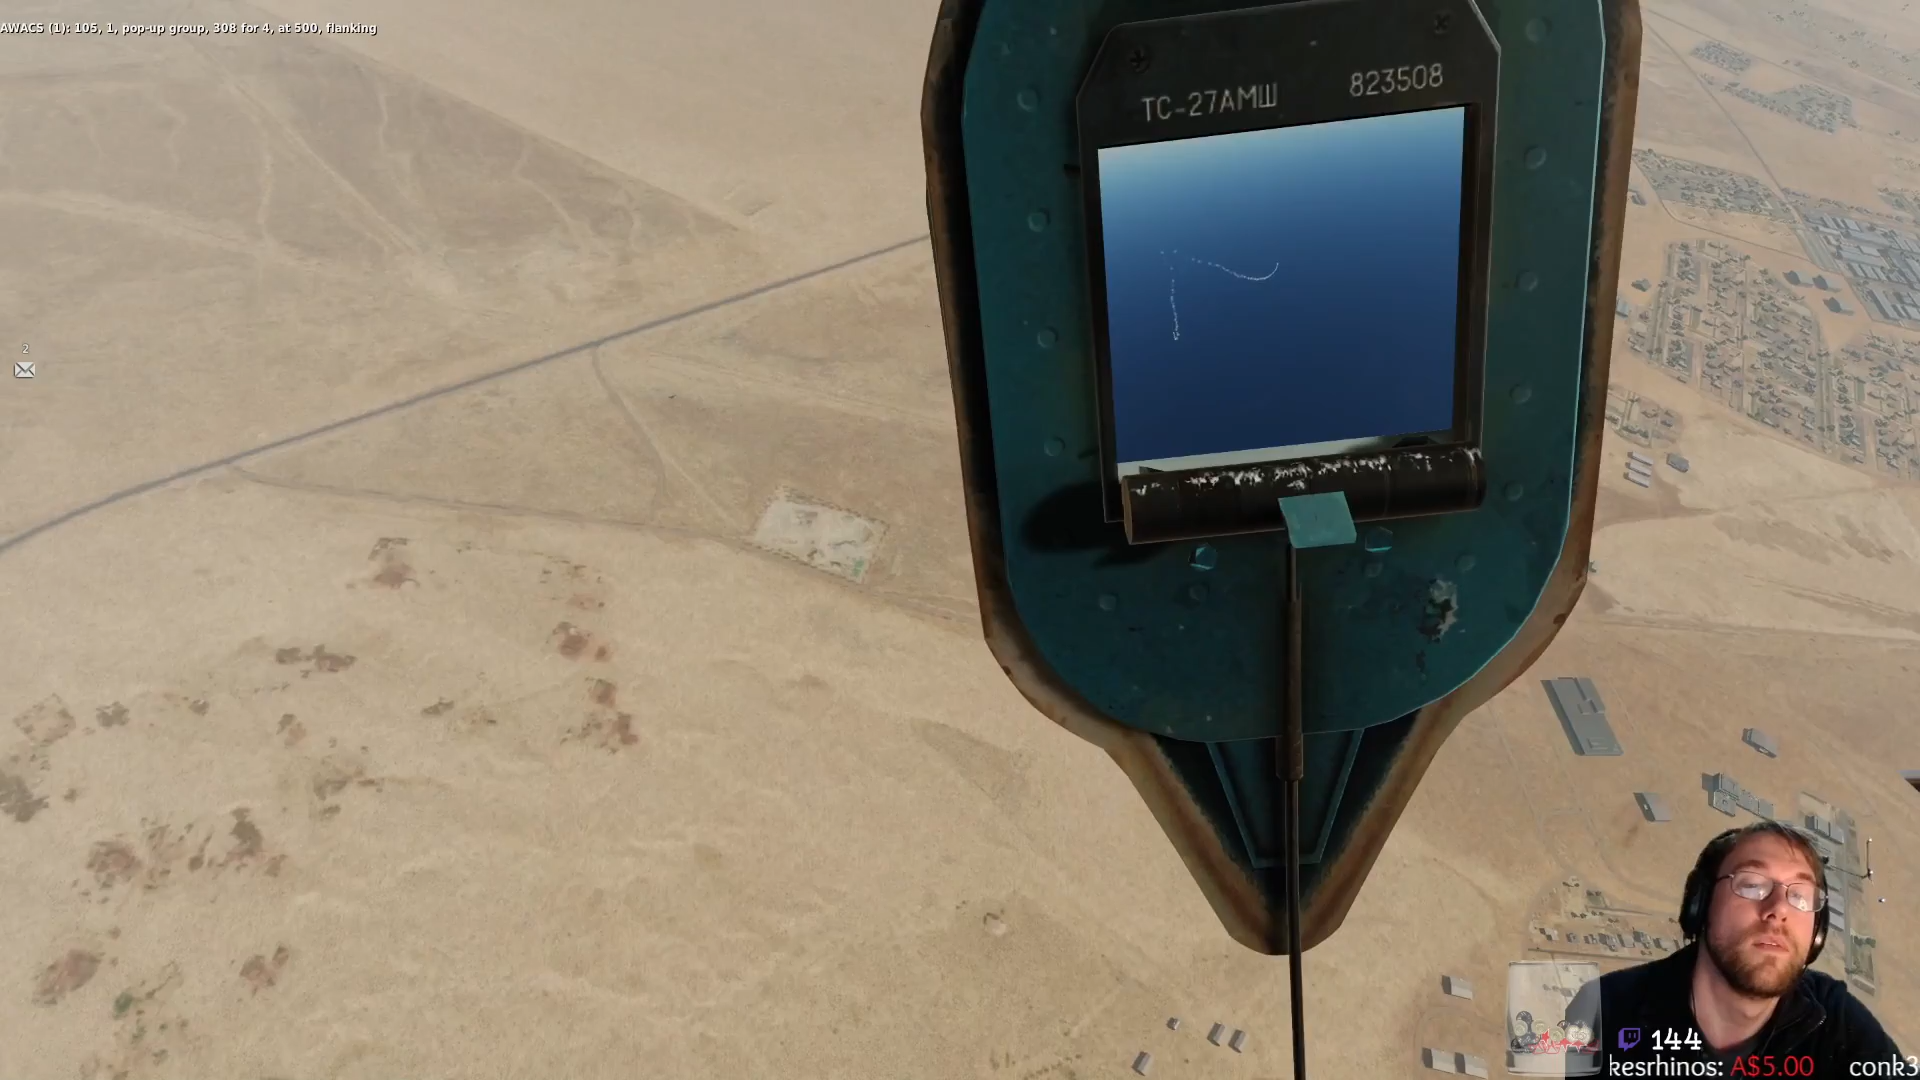 AWACS (1): 105, 1, pop-up group, 308 for 4, at 500, flanking
ТС-27АМШ 823508
2
144
kesrhinos: A$5.00 conk3